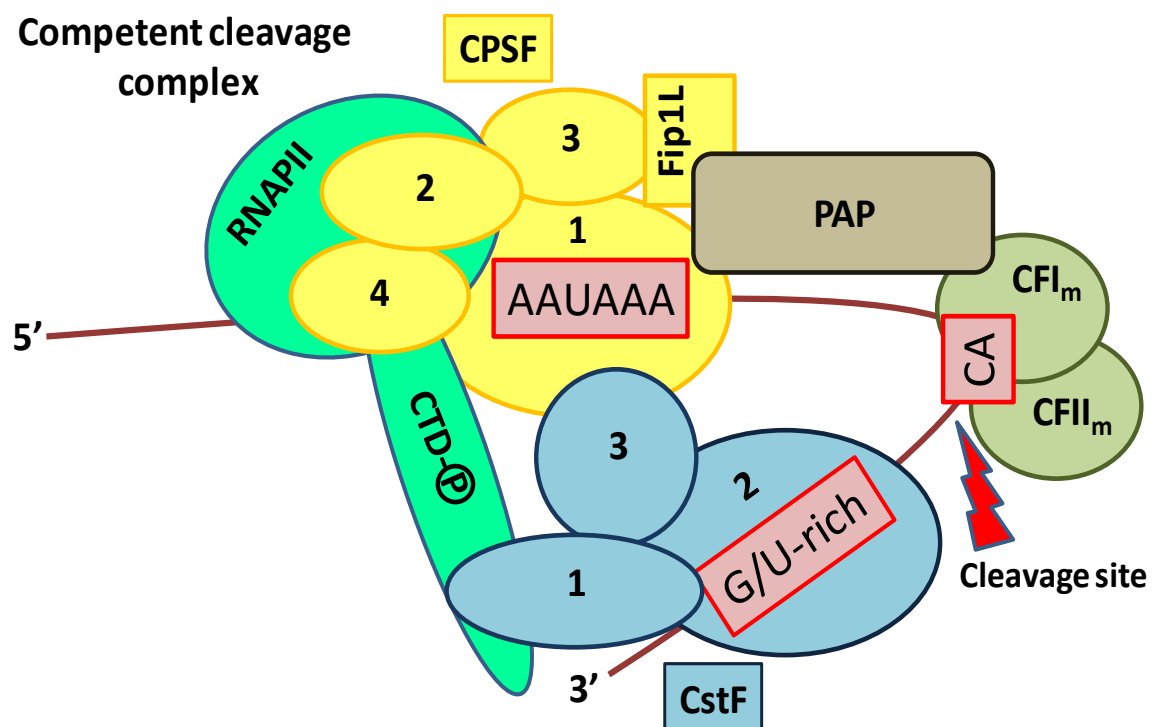 Competent cleavage
complex
CPSF
RNAPII
2
3
Fip1L
PAP
1
4
AAUAAA
5’
CFIm
CA
CFIIm
CTD-P
3
2
G/U-rich
1
Cleavage site
3’
CstF